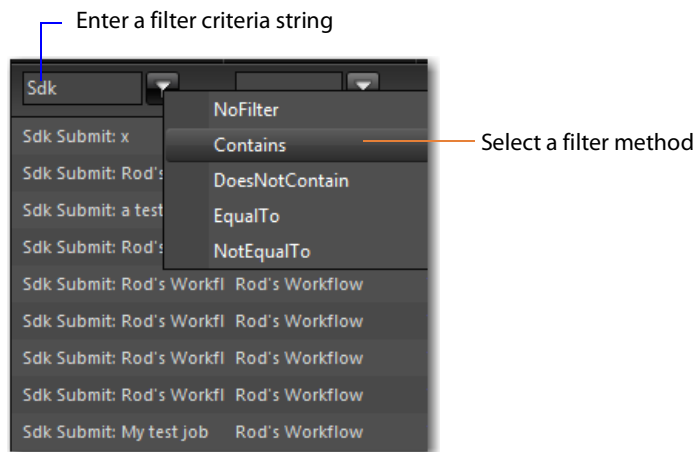 Enter a filter criteria string
Sdk
NoFilter
Contains
DoesNotContain
EqualTo
NotEqualTo
Select a filter method
Sdk Submit: x
Sdk Submit: Rod's
Sdk Submit: a test
Sdk Submit: Rod's
Sdk Submit: Rod's Workfl Rod's Workflow
Sdk Submit: Rod's Workfl Rod's Workflow
Sdk Submit: Rod's Workfl Rod's Workflow
Sdk Submit: Rod's Workfl Rod's Workflow
Sdk Submit: My test job Rod's Workflow